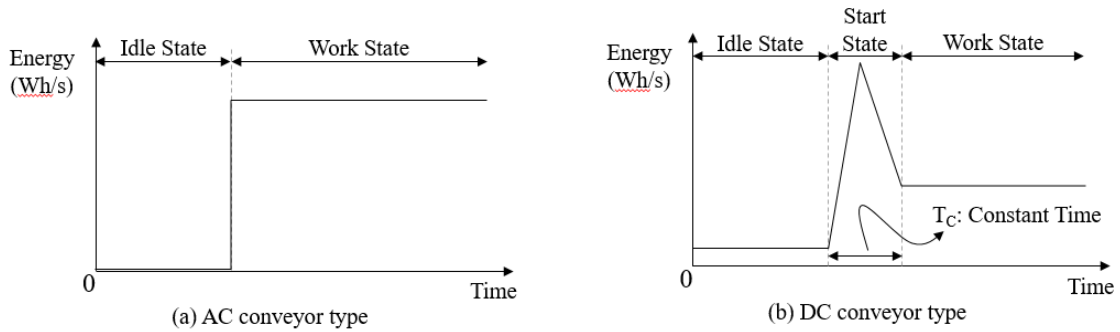 Energy
(Wh/s)
Idle State
Work State
0
Time
(a) AC conveyor type
Energy
(Wh/s)
Idle State
Start
State
Work State
T_C: Constant Time
0
Time
(b) DC conveyor type